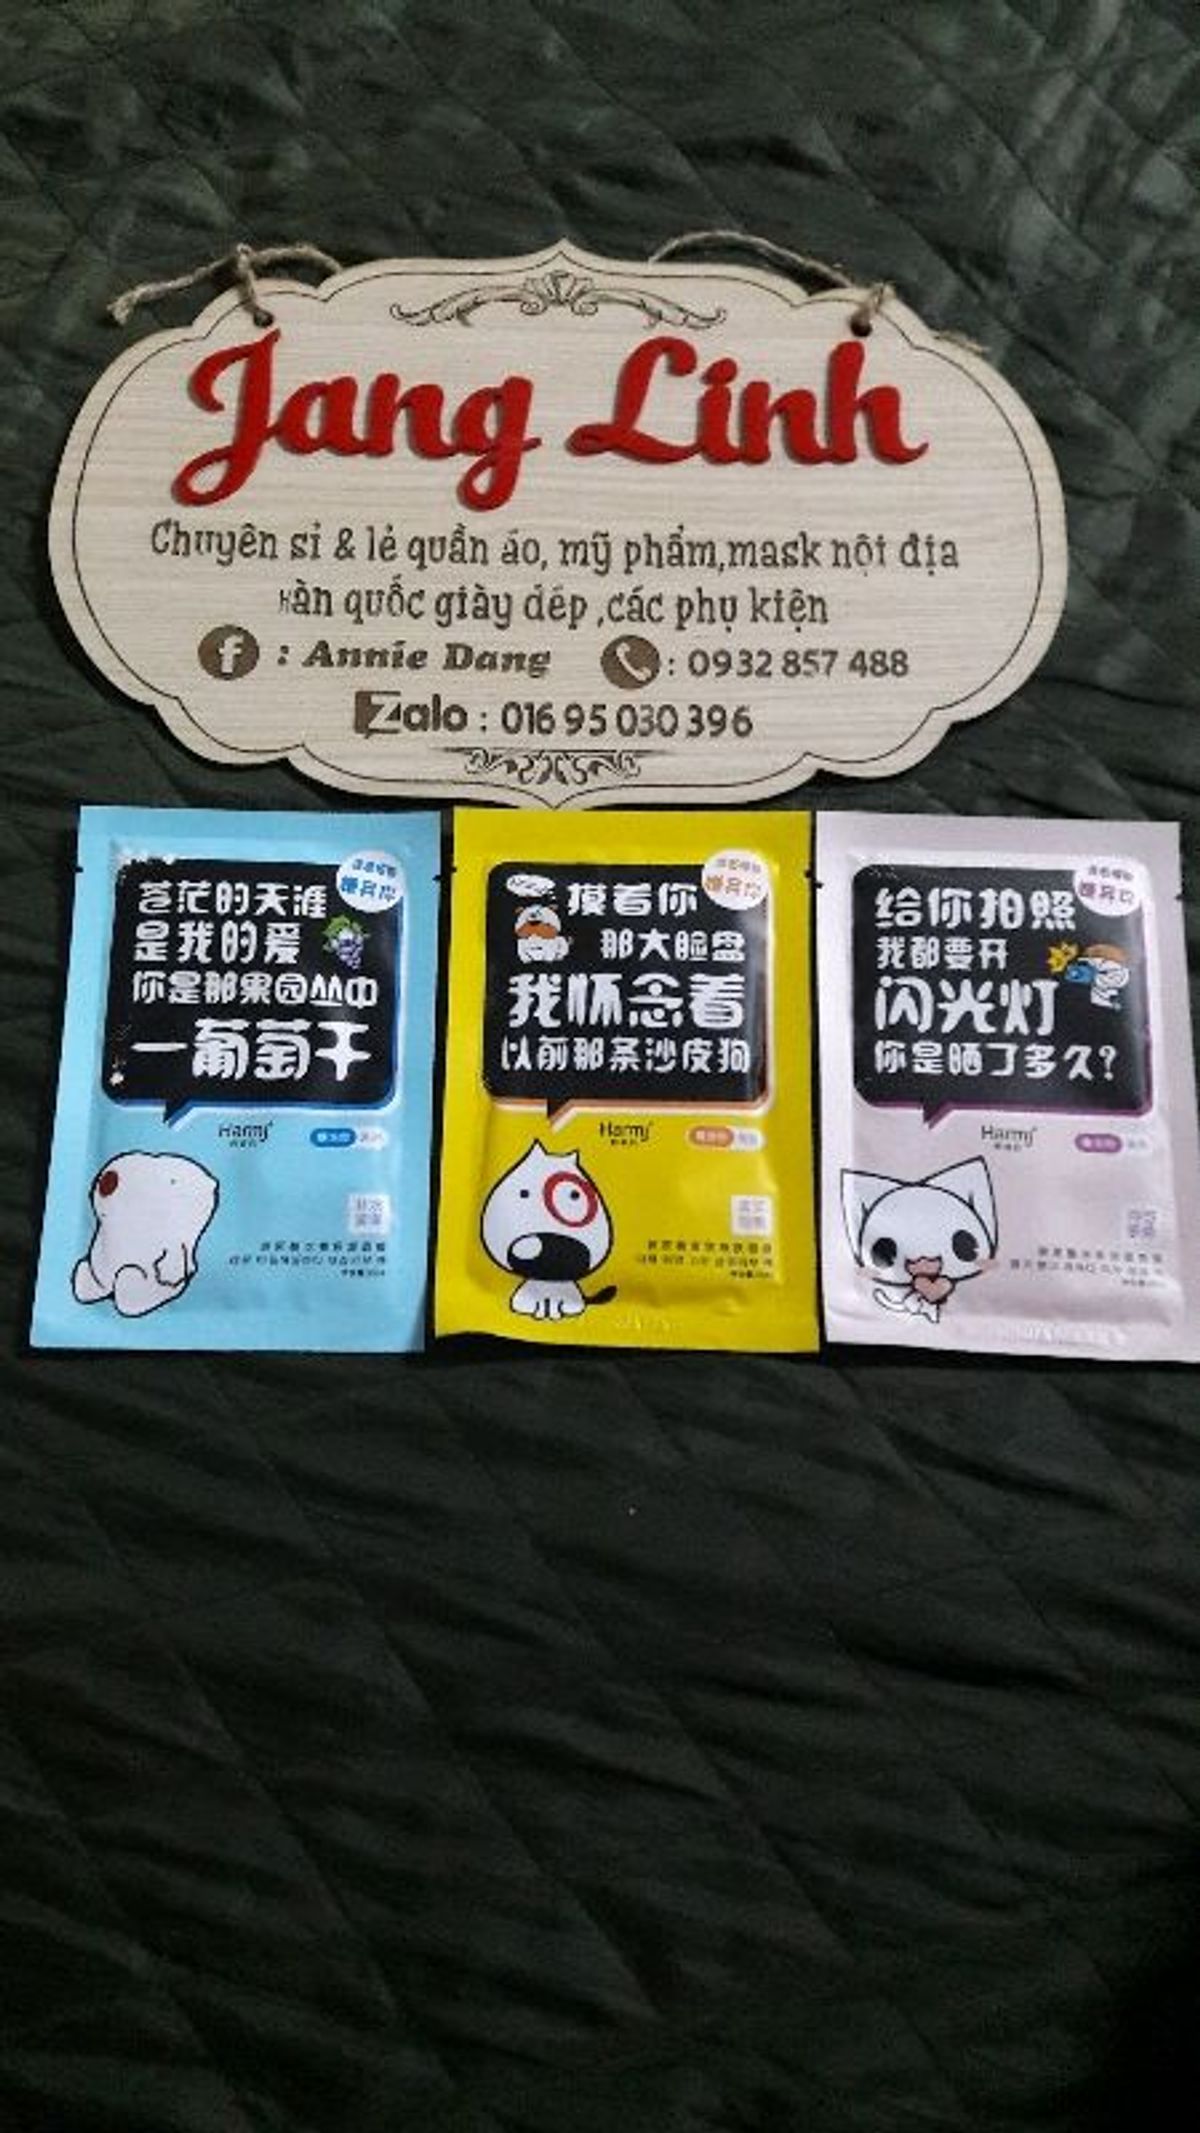 Jang Linh
Chuyên sỉ & lẻ quần áo, mỹ phẩm,mask nội địa
Hàn quốc giày dép ,các phụ kiện
f : Annie Dang : 0932 857 488
Zalo : 016 95 030 396
苍茫的天涯
是我的爱
你是那果园丛中
一葡萄干
Harmj
摸着你
那大脸盘
我怀念着
以前那条沙皮狗
Harmj
给你拍照
我都要开
闪光灯
你是晒了多久?
Harmj